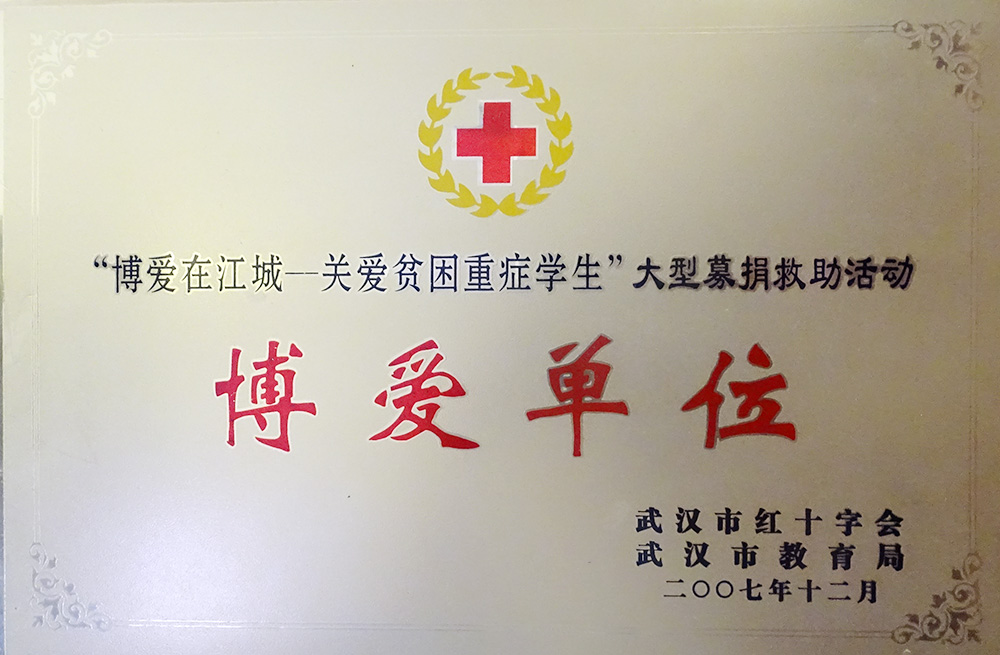 “博爱在江城--关爱贫困重症学生”大型募捐救助活动
博爱单位
武汉市红十字会
武汉市教育局
二〇〇七年十二月